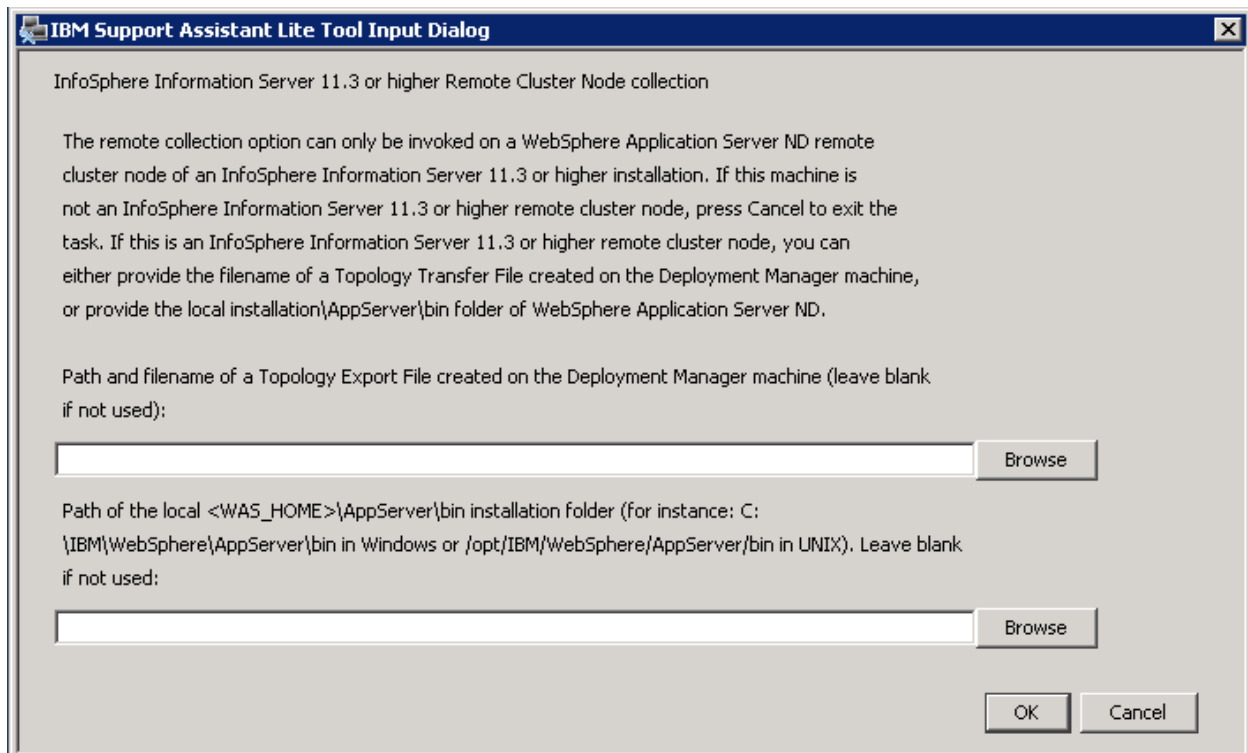 IBM Support Assistant Lite Tool Input Dialog
InfoSphere Information Server 11.3 or higher Remote Cluster Node collection
The remote collection option can only be invoked on a WebSphere Application Server ND remote
cluster node of an InfoSphere Information Server 11.3 or higher installation. If this machine is
not an InfoSphere Information Server 11.3 or higher remote cluster node, press Cancel to exit the
task. If this is an InfoSphere Information Server 11.3 or higher remote cluster node, you can
either provide the filename of a Topology Transfer File created on the Deployment Manager machine,
or provide the local installation\AppServer\bin folder of WebSphere Application Server ND.
Path and filename of a Topology Export File created on the Deployment Manager machine (leave blank
if not used):
Browse
Path of the local <WAS_HOME>\AppServer\bin installation folder (for instance: C:
\IBM\WebSphere\AppServer\bin in Windows or /opt/IBM/WebSphere/AppServer/bin in UNIX). Leave blank
if not used:
Browse
OK Cancel